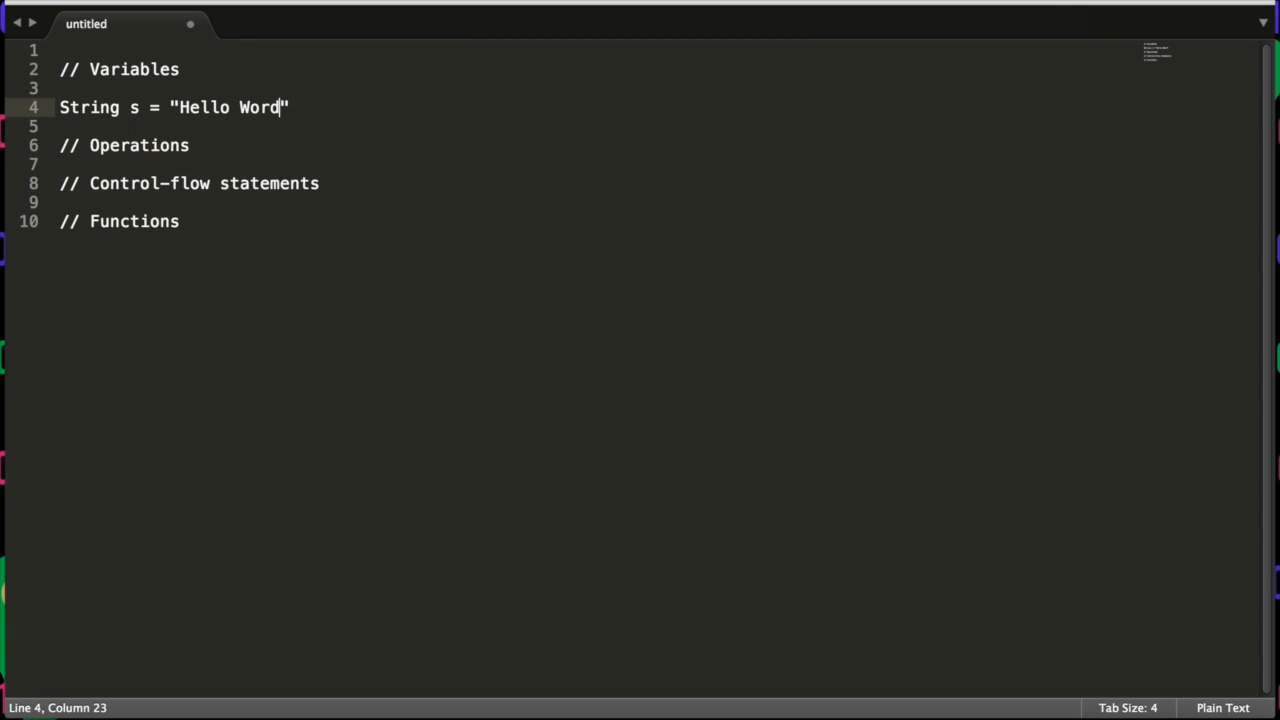 untitled
1
2 // Variables
3
4 String s = "Hello Word"
5
6 // Operations
7
8 // Control-flow statements
9
10 // Functions
Line 4, Column 23 Tab Size: 4 Plain Text